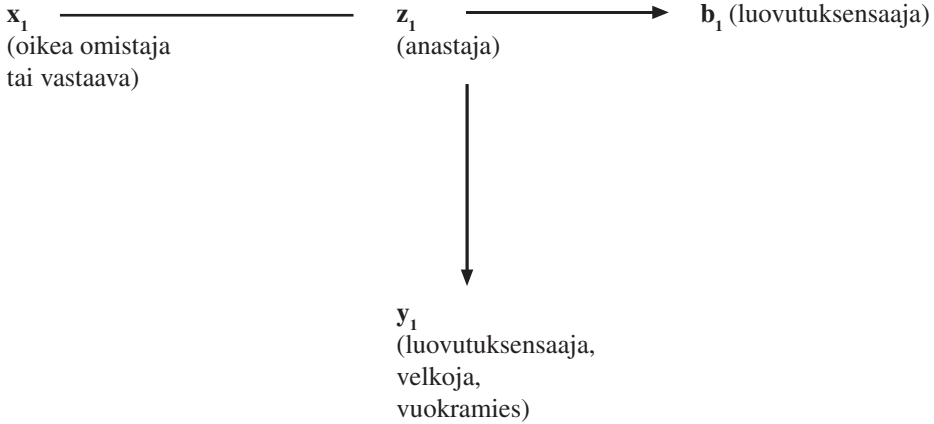 x₁
(oikea omistaja
tai vastaava)
z₁
(anastaja)
b₁ (luovutuksensaaja)
y₁
(luovutuksensaaja,
velkoja,
vuokramies)